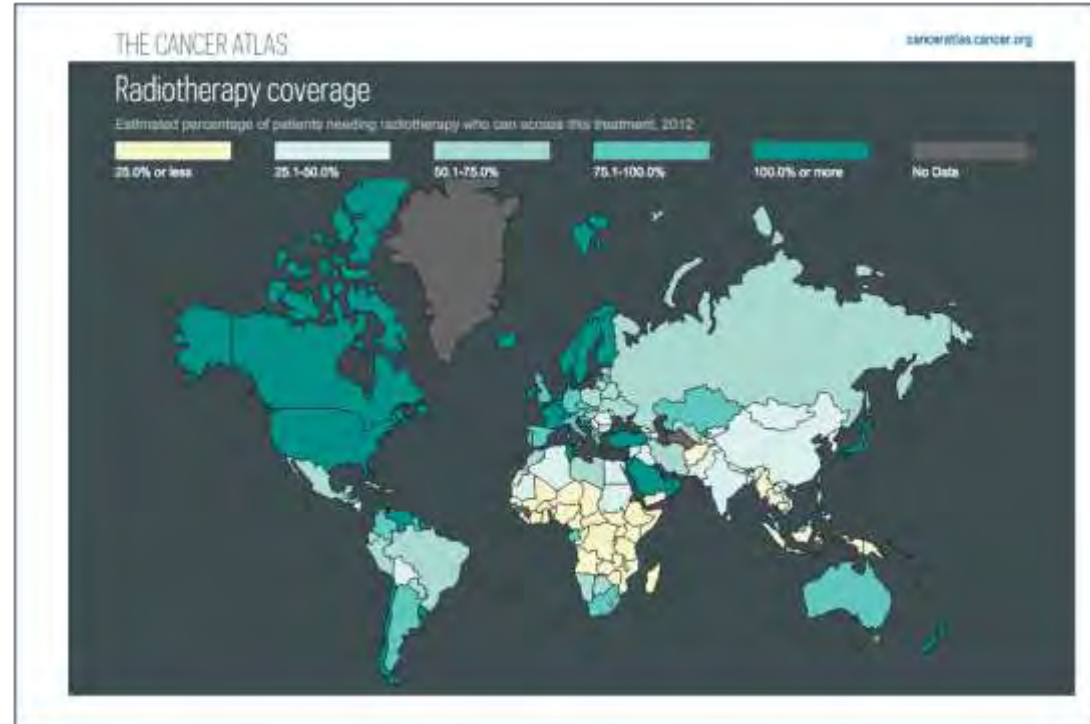 THE CANCER ATLAS
canceratlas.cancer.org
Radiotherapy coverage
Estimated percentage of patients needing radiotherapy who can access this treatment, 2012
25.0% or less
25.1-50.0%
50.1-75.0%
75.1-100.0%
100.0% or more
No Data